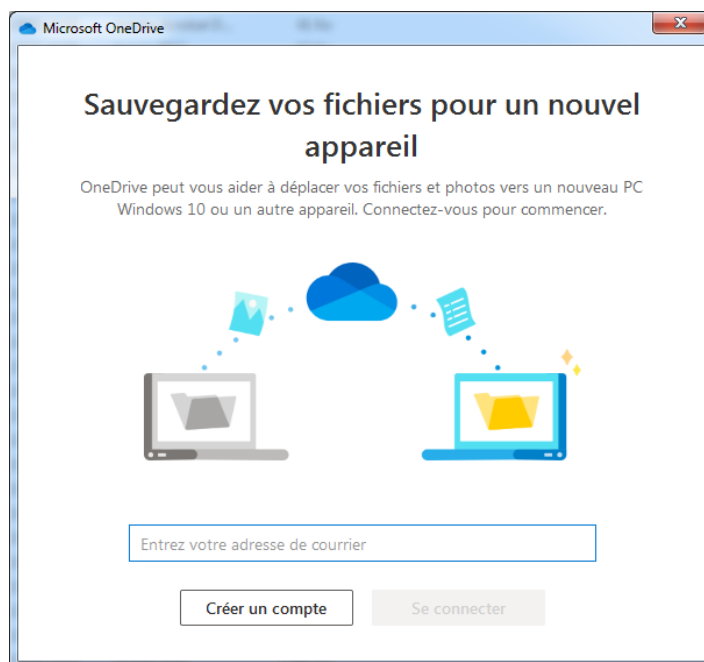 Microsoft OneDrive
Sauvegardez vos fichiers pour un nouvel
appareil
OneDrive peut vous aider à déplacer vos fichiers et photos vers un nouveau PC
Windows 10 ou un autre appareil. Connectez-vous pour commencer.
Entrez votre adresse de courrier
Créer un compte
Se connecter